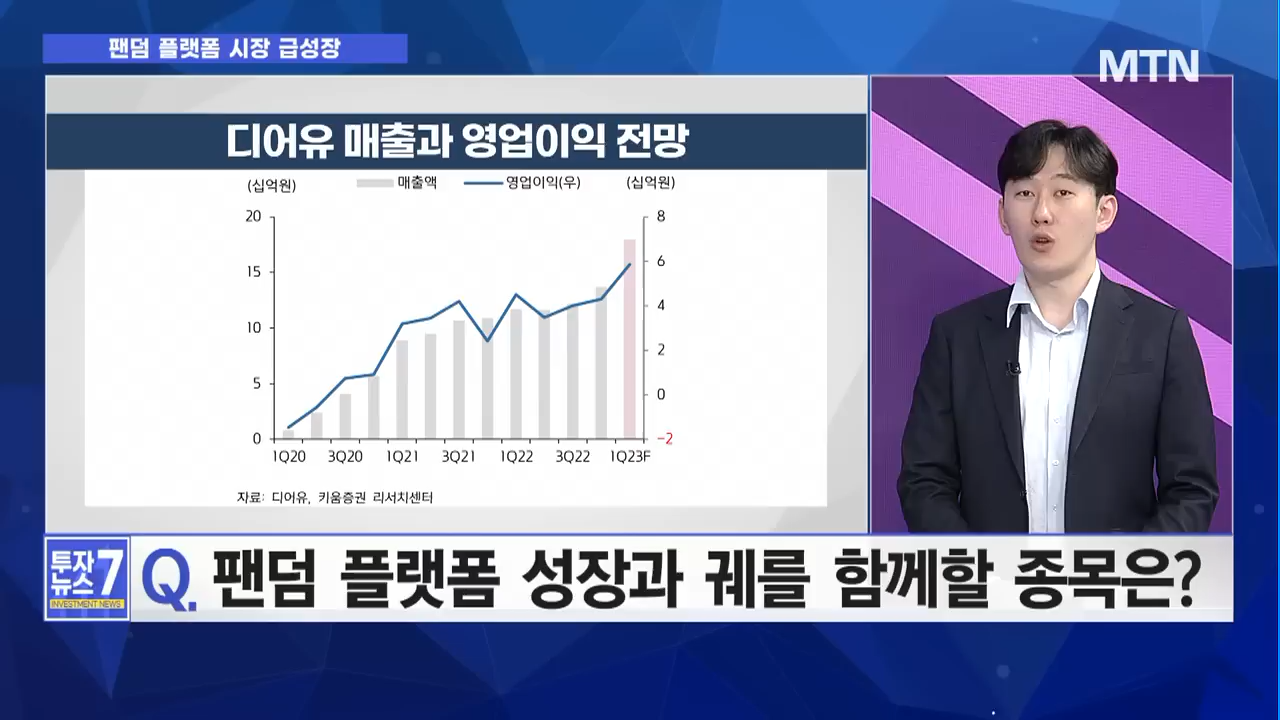 팬덤 플랫폼 시장 급성장
MTN
디어유 매출과 영업이익 전망
(십억원) 매출액 영업이익(우) (십억원)
20 8
15 6
10 4
5 2
0 0
-2
1Q20 3Q20 1Q21 3Q21 1Q22 3Q22 1Q23F
자료: 디어유, 키움증권 리서치센터
투자
뉴스7
INVESTMENT NEWS
Q. 팬덤 플랫폼 성장과 궤를 함께할 종목은?